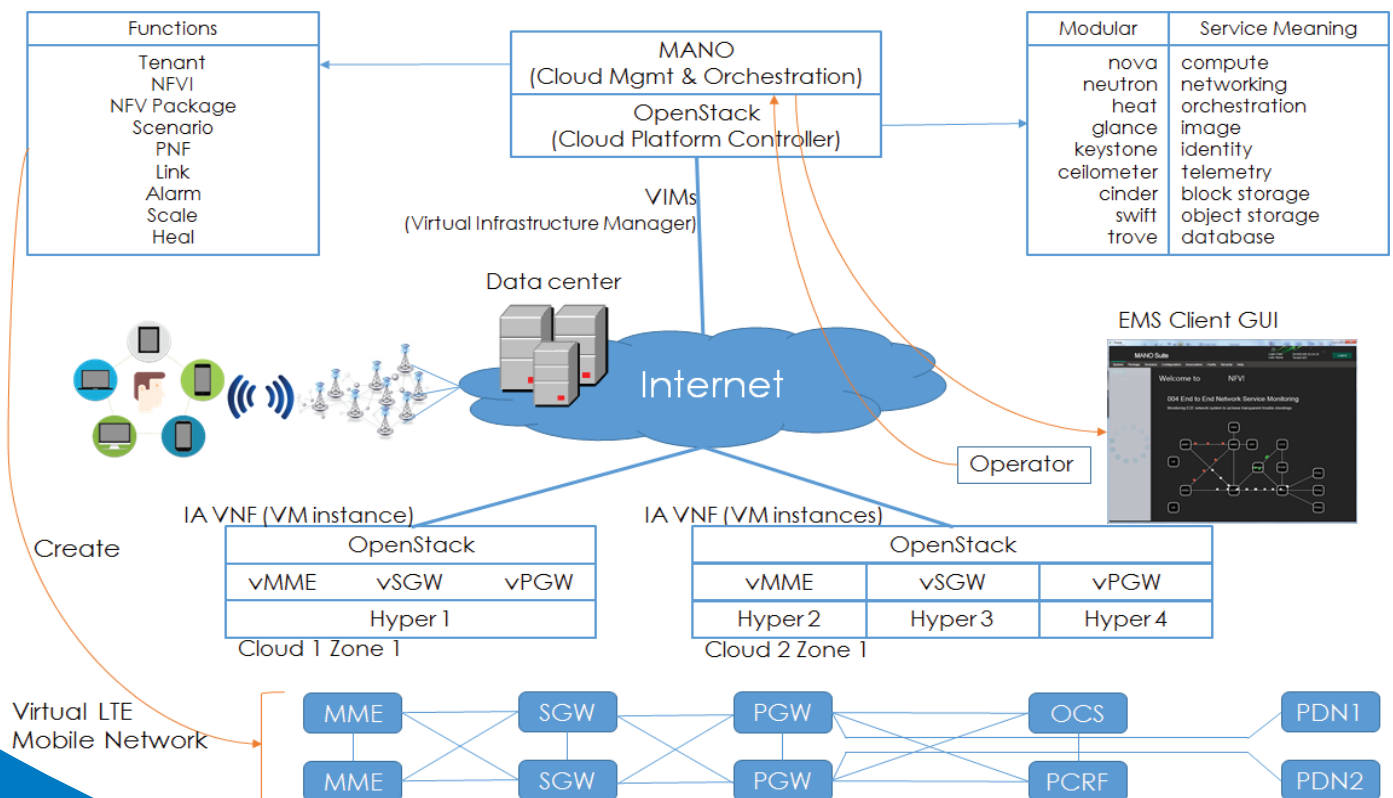 Functions
Tenant
NFVI
NFV Package
Scenario
PNF
Link
Alarm
Scale
Heal
MANO
(Cloud Mgmt & Orchestration)
OpenStack
(Cloud Platform Controller)
Modular Service Meaning
nova compute
neutron networking
heat orchestration
glance image
keystone identity
ceilometer telemetry
cinder block storage
swift object storage
trove database
VIMs
(Virtual Infrastructure Manager)
Data center
Internet
EMS Client GUI
MANO Suite
Welcome to NFVI
004 End to End Network Service Monitoring
Operator
Create
IA VNF (VM instance)
OpenStack
vMME vSGW vPGW
Hyper 1
Cloud 1 Zone 1
IA VNF (VM instances)
OpenStack
vMME vSGW vPGW
Hyper 2 Hyper 3 Hyper 4
Cloud 2 Zone 1
Virtual LTE
Mobile Network
MME SGW PGW OCS PDN1
MME SGW PGW PCRF PDN2